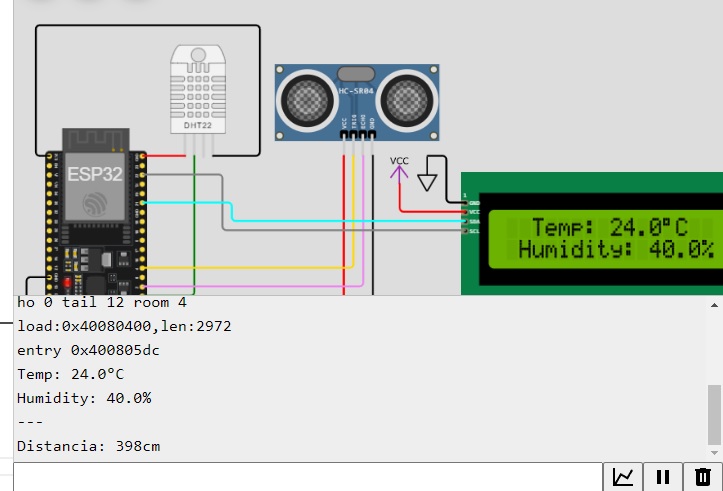 HC-SR04
VCC
TRIG
ECHO
GND
DHT22
VCC
ESP32
1
GND
VCC
SDA
SCL
Temp: 24.0°C
Humidity: 40.0%
ho 0 tail 12 room 4
load:0x40080400,len:2972
entry 0x400805dc
Temp: 24.0°C
Humidity: 40.0%
---
Distancia: 398cm